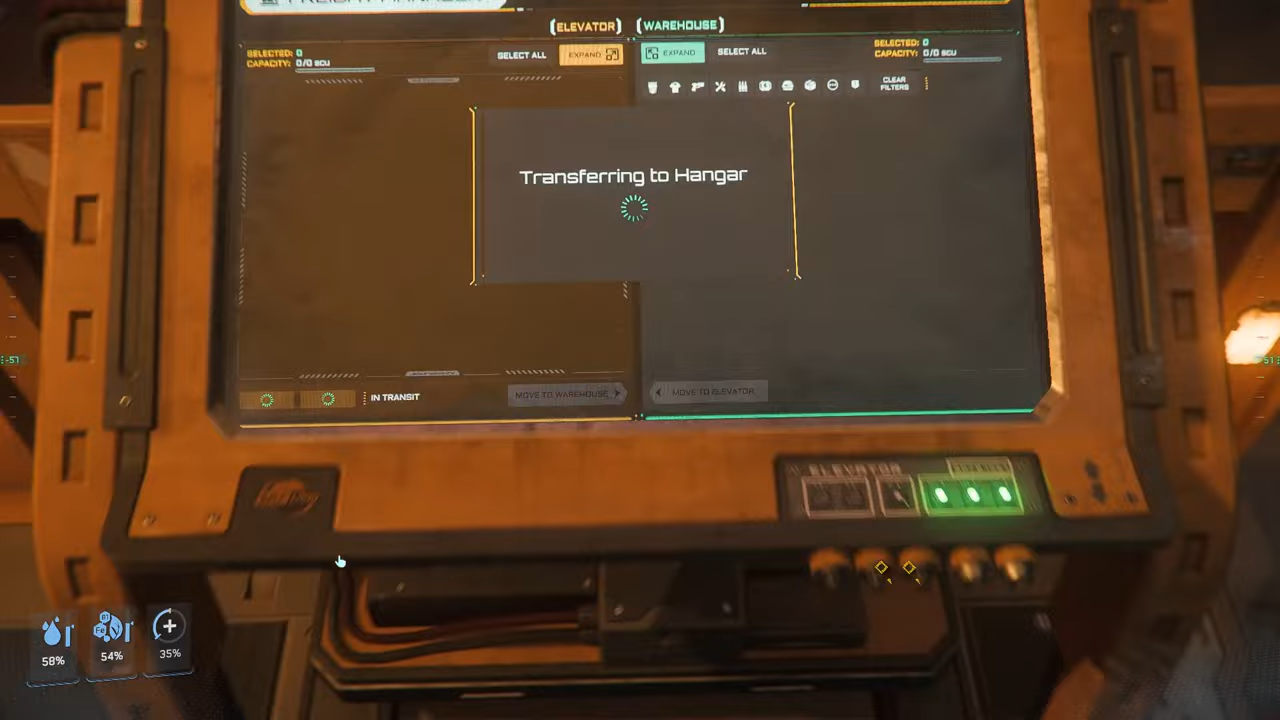 FREIGHT MANAGER
(ELEVATOR) (WAREHOUSE)
SELECTED: 0
CAPACITY: 0/0 SCU
SELECT ALL
EXPAND
EXPAND
SELECT ALL
SELECTED: 0
CAPACITY: 0/0 SCU
CLEAR
FILTERS
Transferring to Hangar
IN TRANSIT
MOVE TO WAREHOUSE
MOVE TO ELEVATOR
ELEVATOR
58%
54%
35%